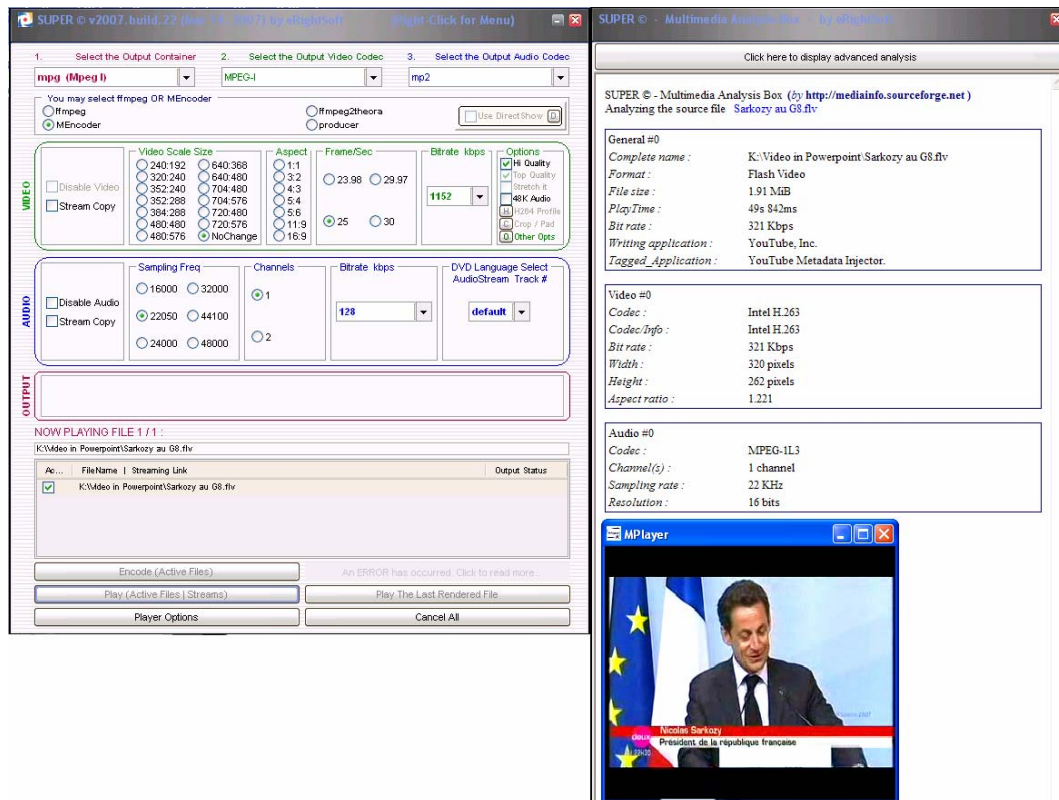 SUPER © v2007.build.22 by eRightSoft (Right-Click for Menu)
1. Select the Output Container 2. Select the Output Video Codec 3. Select the Output Audio Codec
mpg (Mpeg I) MPEG-I mp2
You may select ffmpeg OR MEncoder
ffmpeg ffmpeg2theora
MEncoder producer
Use DirectShow D
VIDEO
Disable Video
Stream Copy
Video Scale Size
240:192 640:368
320:240 640:480
352:240 704:480
352:288 704:576
384:288 720:480
480:480 720:576
480:576 NoChange
Aspect
1:1
3:2
4:3
5:4
5:6
11:9
16:9
Frame/Sec
23.98 29.97
25 30
Bitrate kbps
1152
Options
Hi Quality
Top Quality
Stretch it
48K Audio
H H264 Profile
C Crop / Pad
O Other Opts
AUDIO
Disable Audio
Stream Copy
Sampling Freq
16000 32000
22050 44100
24000 48000
Channels
1
2
Bitrate kbps
128
DVD Language Select
AudioStream Track #
default
OUTPUT
NOW PLAYING FILE 1 / 1 :
K:\Video in Powerpoint\Sarkozy au G8.flv
Ac... FileName | Streaming Link Output Status
K:\Video in Powerpoint\Sarkozy au G8.flv
Encode (Active Files) An ERROR has occurred. Click to read more...
Play (Active Files | Streams) Play The Last Rendered File
Player Options Cancel All
SUPER © - Multimedia Analysis Box - by eRightSoft
Click here to display advanced analysis
SUPER © - Multimedia Analysis Box (by http://mediainfo.sourceforge.net )
Analyzing the source file Sarkozy au G8.flv
General #0
Complete name : K:\Video in Powerpoint\Sarkozy au G8.flv
Format : Flash Video
File size : 1.91 MiB
PlayTime : 49s 842ms
Bit rate : 321 Kbps
Writing application : YouTube, Inc.
Tagged_Application : YouTube Metadata Injector.
Video #0
Codec : Intel H.263
Codec/Info : Intel H.263
Bit rate : 321 Kbps
Width : 320 pixels
Height : 262 pixels
Aspect ratio : 1.221
Audio #0
Codec : MPEG-1L3
Channel(s) : 1 channel
Sampling rate : 22 KHz
Resolution : 16 bits
MPlayer
Nicolas Sarkozy
deux
Président de la république française